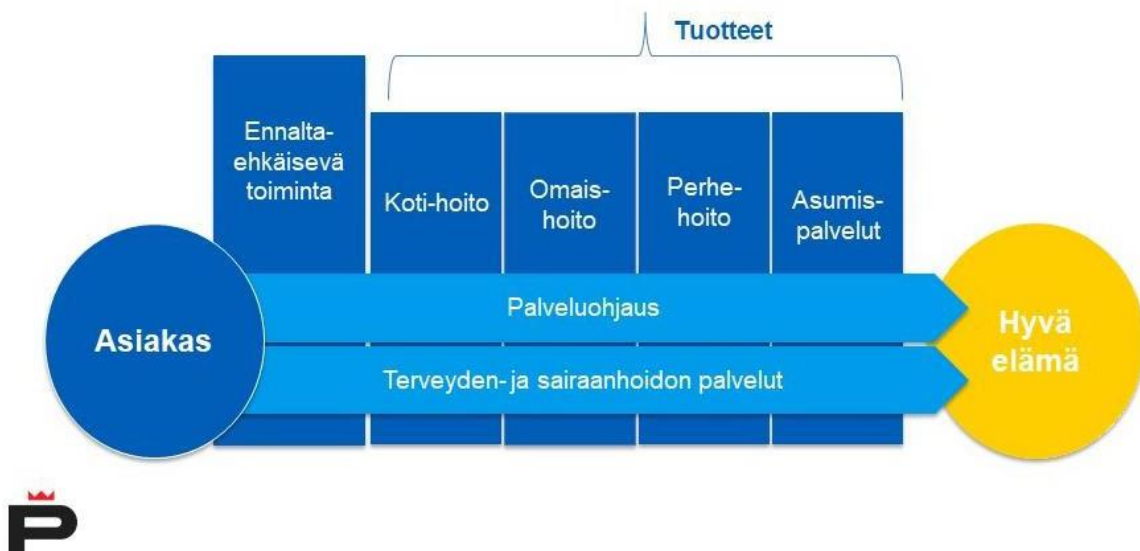 Tuotteet
Ennalta-
ehkäisevä
toiminta
Koti-hoito
Omais-
hoito
Perhe-
hoito
Asumis-
palvelut
Asiakas
Palveluohjaus
Terveyden- ja sairaanhoidon palvelut
Hyvä
elämä
P